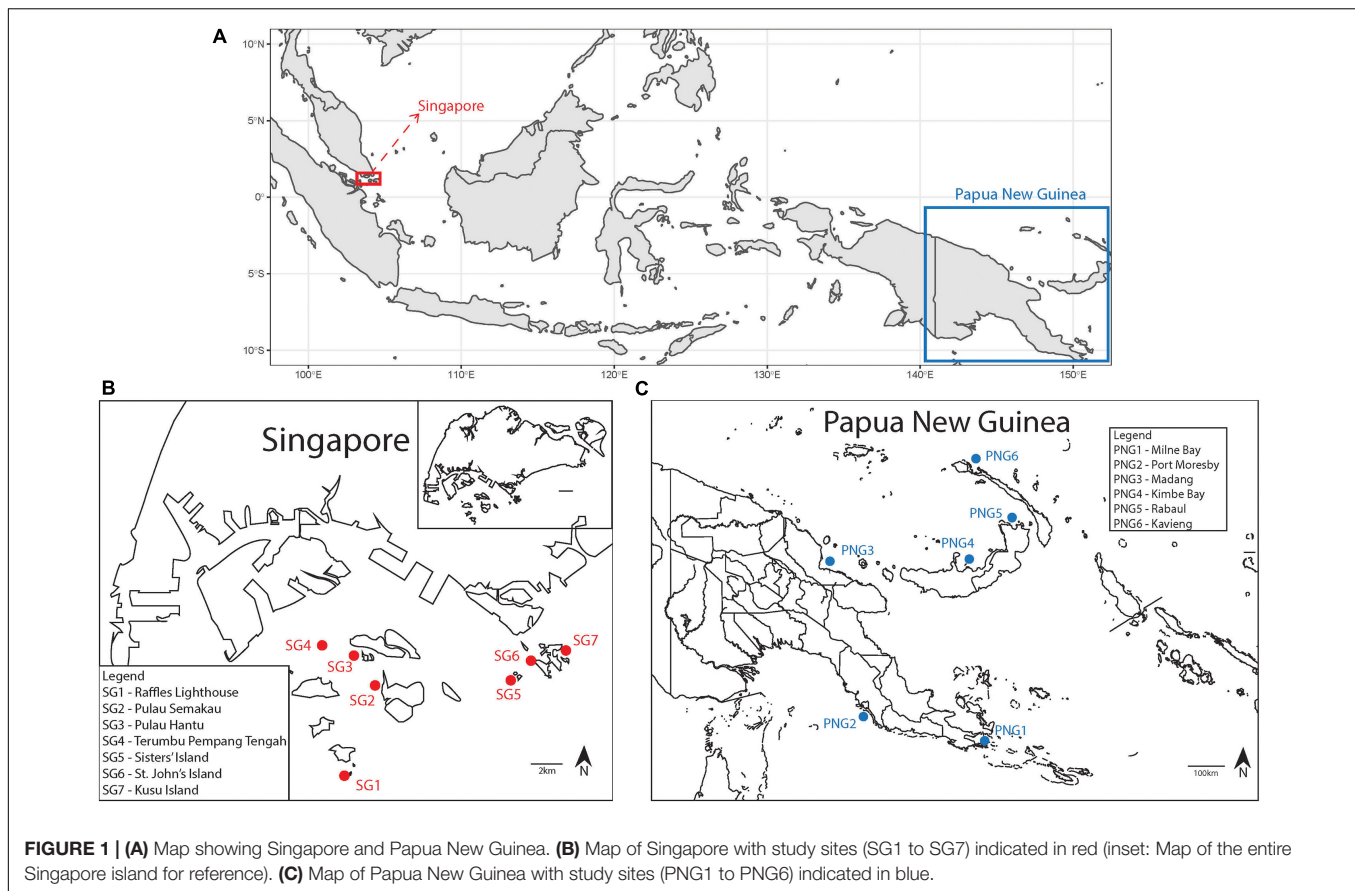 A
10°N
5°N
0°
5°S
10°S
100°E
110°E
120°E
130°E
140°E
150°E
Singapore
Papua New Guinea
B
Singapore
SG4
SG3
SG2
SG1
SG6
SG7
SG5
Legend
SG1 - Raffles Lighthouse
SG2 - Pulau Semakau
SG3 - Pulau Hantu
SG4 - Terumbu Pempang Tengah
SG5 - Sisters' Island
SG6 - St. John's Island
SG7 - Kusu Island
2km
N
C
Papua New Guinea
Legend
PNG1 - Milne Bay
PNG2 - Port Moresby
PNG3 - Madang
PNG4 - Kimbe Bay
PNG5 - Rabaul
PNG6 - Kavieng
PNG6
PNG5
PNG4
PNG3
PNG2
PNG1
100km
N
FIGURE 1 | (A) Map showing Singapore and Papua New Guinea. (B) Map of Singapore with study sites (SG1 to SG7) indicated in red (inset: Map of the entire
Singapore island for reference). (C) Map of Papua New Guinea with study sites (PNG1 to PNG6) indicated in blue.